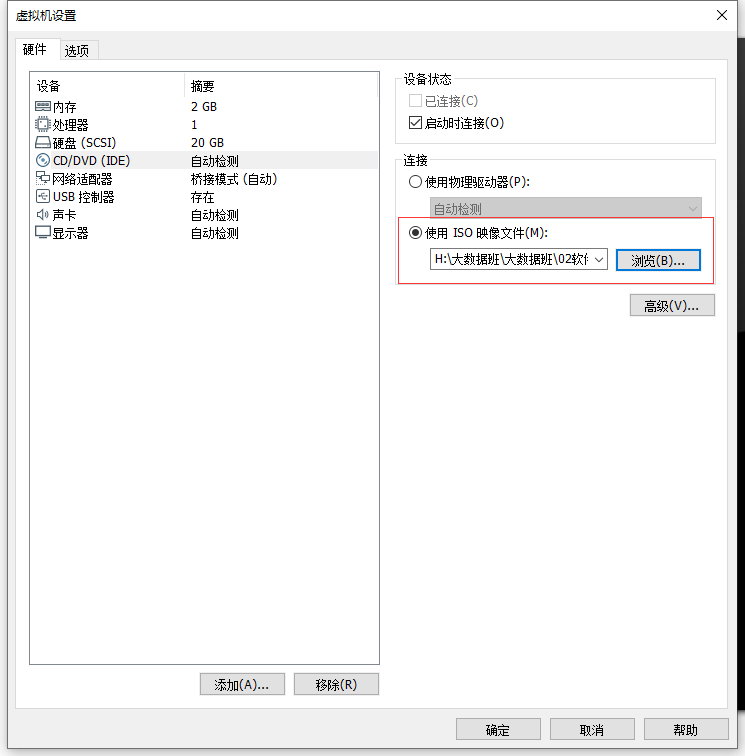 虚拟机设置
硬件 选项
设备 摘要
内存 2 GB
处理器 1
硬盘 (SCSI) 20 GB
CD/DVD (IDE) 自动检测
网络适配器 桥接模式 (自动)
USB 控制器 存在
声卡 自动检测
显示器 自动检测
添加(A)... 移除(R)
设备状态
已连接(C)
启动时连接(O)
连接
使用物理驱动器(P):
自动检测
使用 ISO 映像文件(M):
H:\大数据班\大数据班\02软件 浏览(B)...
高级(V)...
确定 取消 帮助